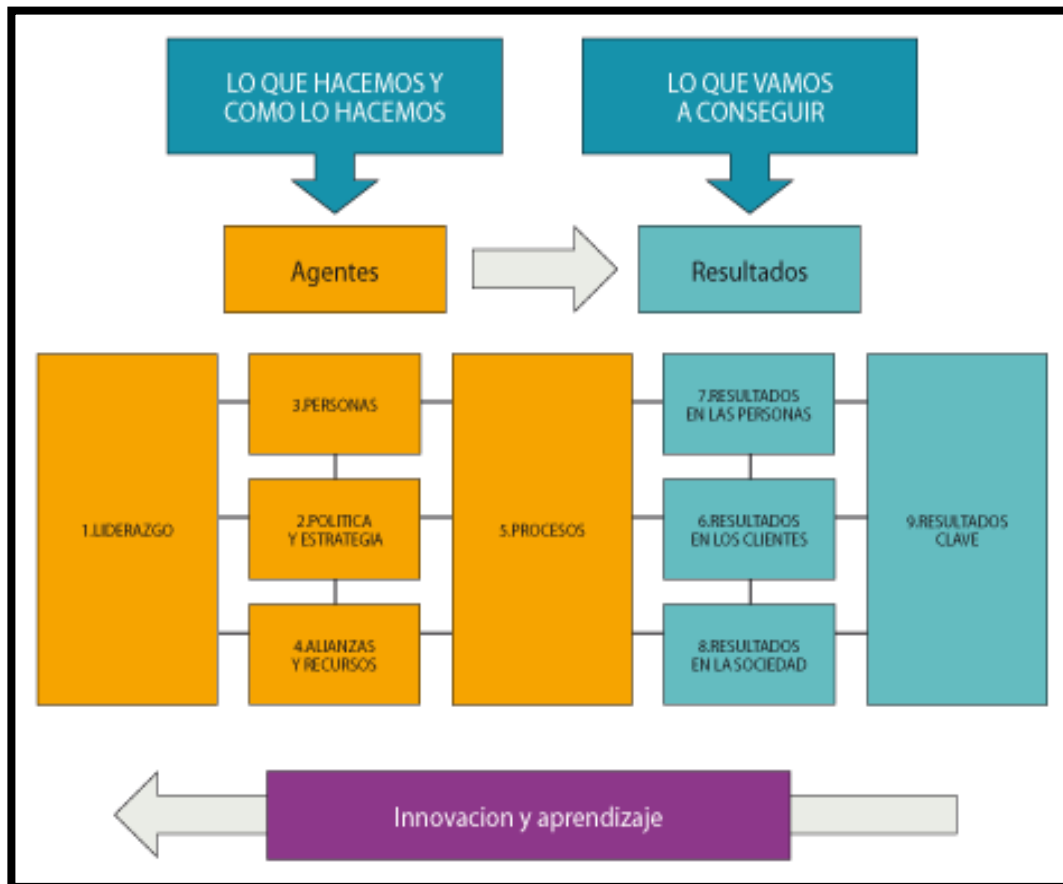 LO QUE HACEMOS Y
COMO LO HACEMOS
LO QUE VAMOS
A CONSEGUIR
Agentes
Resultados
1.LIDERAZGO
3.PERSONAS
2.POLITICA
Y ESTRATEGIA
4.ALIANZAS
Y RECURSOS
5.PROCESOS
7.RESULTADOS
EN LAS PERSONAS
6.RESULTADOS
EN LOS CLIENTES
8.RESULTADOS
EN LA SOCIEDAD
9.RESULTADOS
CLAVE
Innovacion y aprendizaje